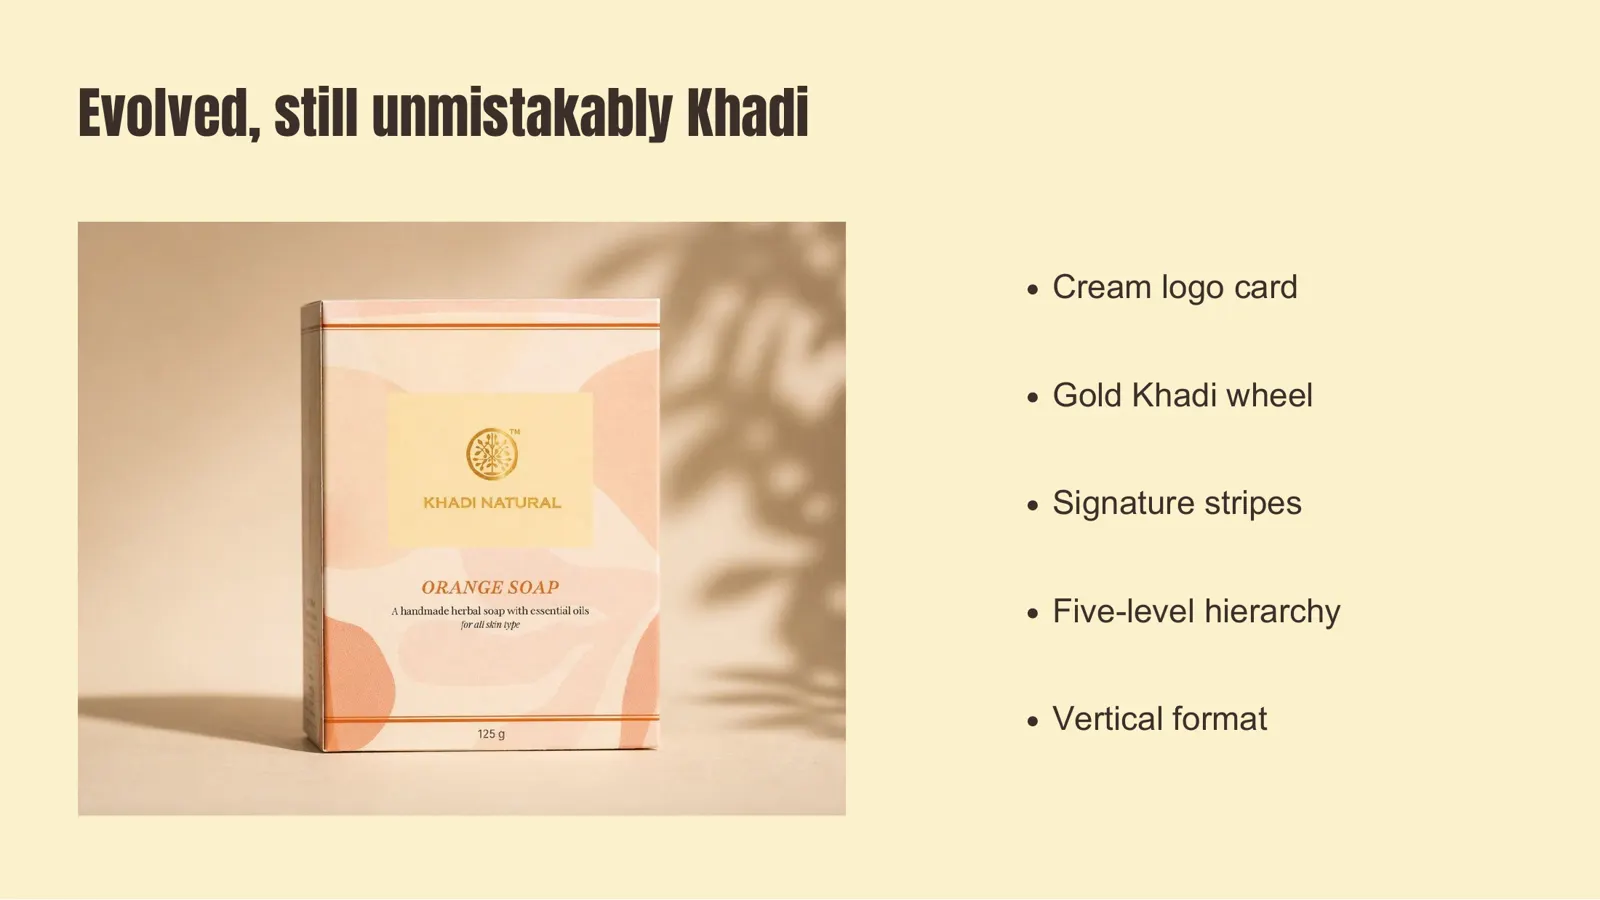 Evolved, still unmistakably Khadi
TM
KHADI NATURAL
ORANGE SOAP
A handmade herbal soap with essential oils
for all skin type
125 g
• Cream logo card
• Gold Khadi wheel
• Signature stripes
• Five-level hierarchy
• Vertical format